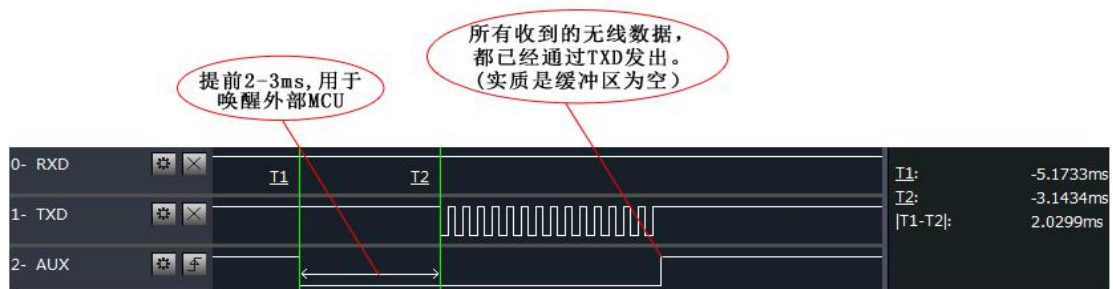 所有收到的无线数据，
都已经通过TXD发出。
(实质是缓冲区为空)
提前2-3ms,用于
唤醒外部MCU
0- RXD
T1
T2
T1: -5.1733ms
T2: -3.1434ms
|T1-T2|: 2.0299ms
1- TXD
2- AUX